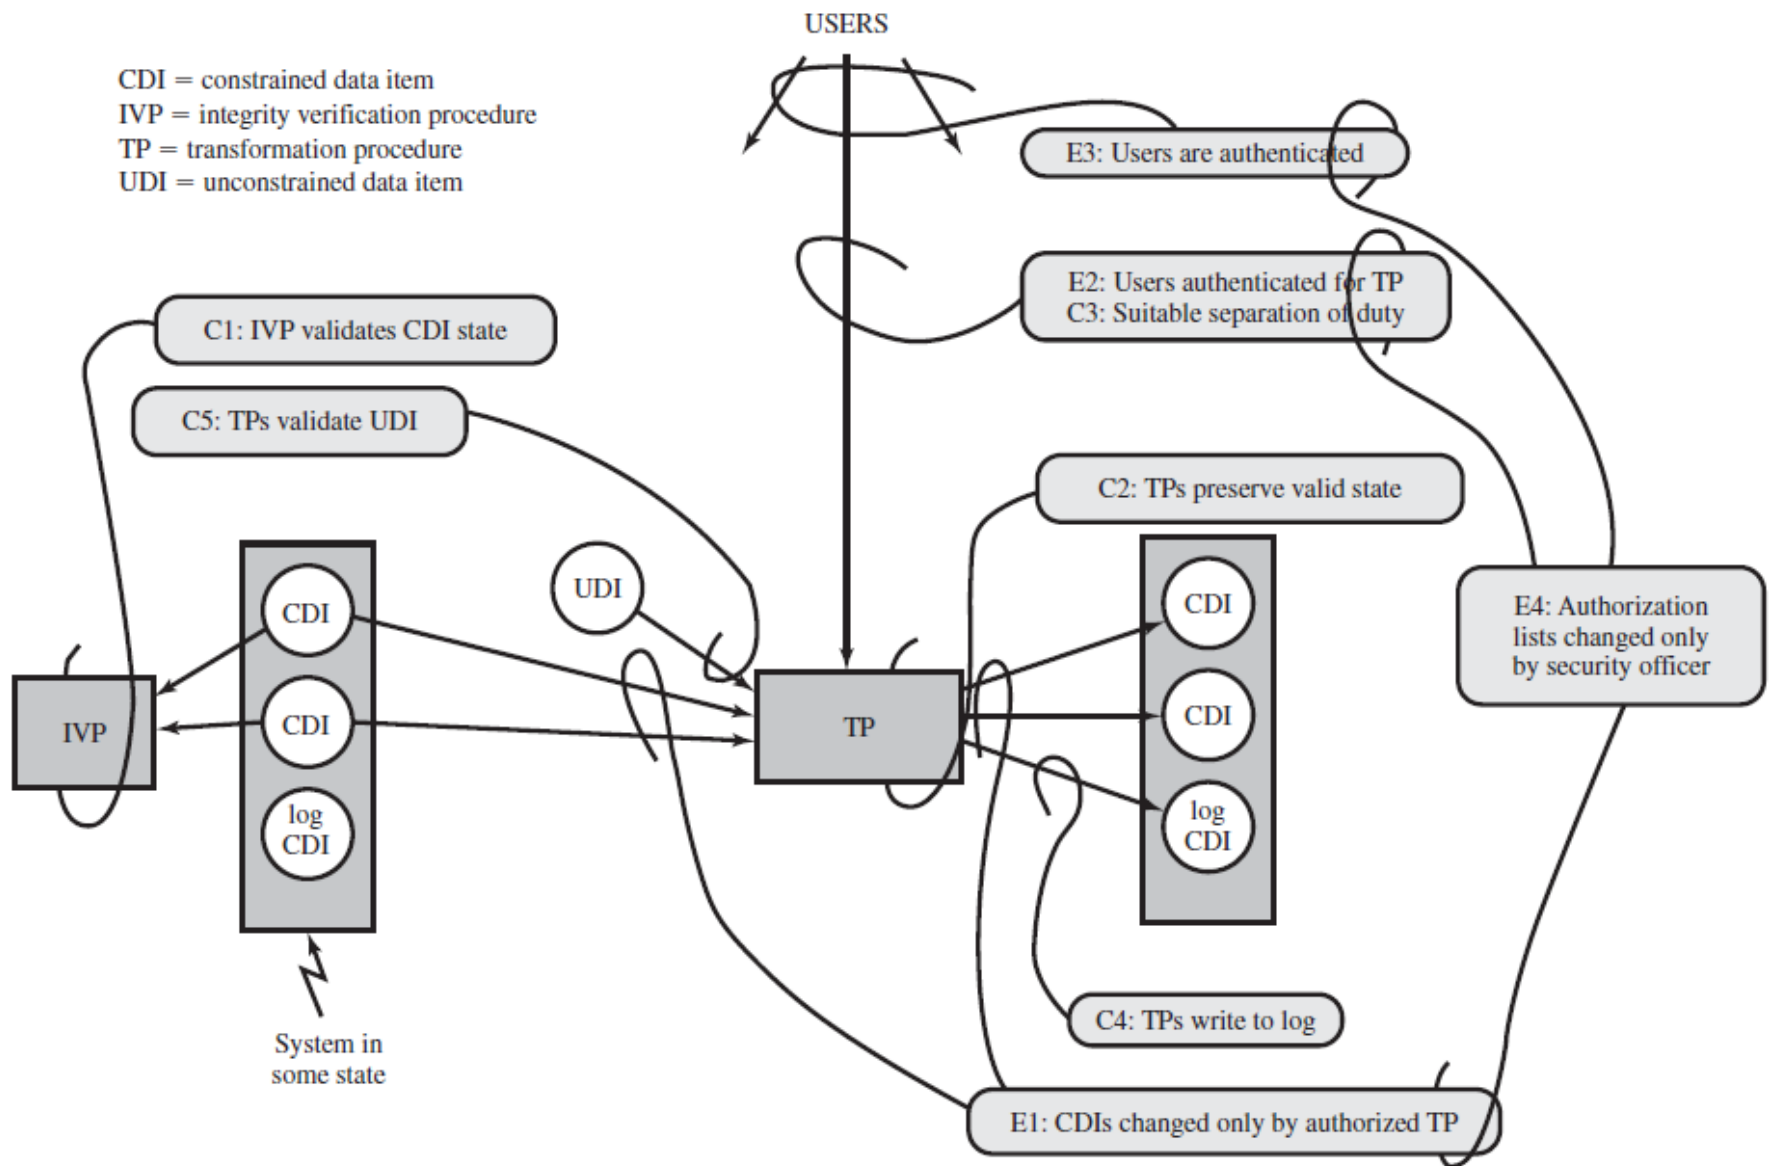 USERS
CDI = constrained data item
IVP = integrity verification procedure
TP = transformation procedure
UDI = unconstrained data item
E3: Users are authenticated
E2: Users authenticated for TP
C3: Suitable separation of duty
C1: IVP validates CDI state
C5: TPs validate UDI
C2: TPs preserve valid state
CDI
UDI
CDI
E4: Authorization
lists changed only
by security officer
IVP
CDI
TP
CDI
log
CDI
log
CDI
System in
some state
C4: TPs write to log
E1: CDIs changed only by authorized TP